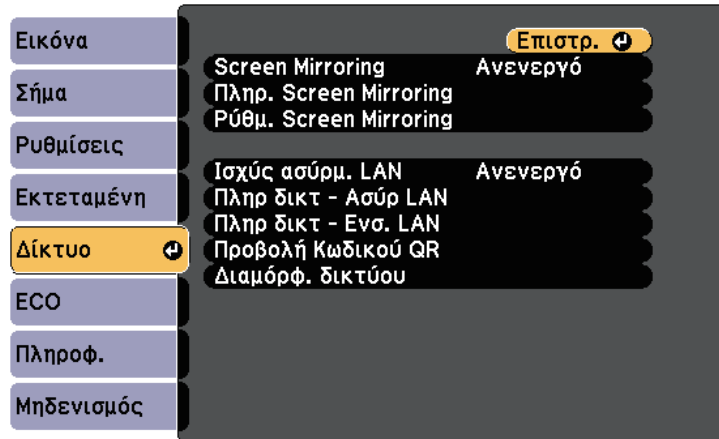 Εικόνα
Σήμα
Ρυθμίσεις
Εκτεταμένη
Δίκτυο
ECO
Πληροφ.
Μηδενισμός
Επιστρ.
Screen Mirroring Ανενεργό
Πληρ. Screen Mirroring
Ρύθμ. Screen Mirroring
Ισχύς ασύρμ. LAN Ανενεργό
Πληρ δικτ - Ασύρ LAN
Πληρ δικτ - Ενσ. LAN
Προβολή Κωδικού QR
Διαμόρφ. δικτύου